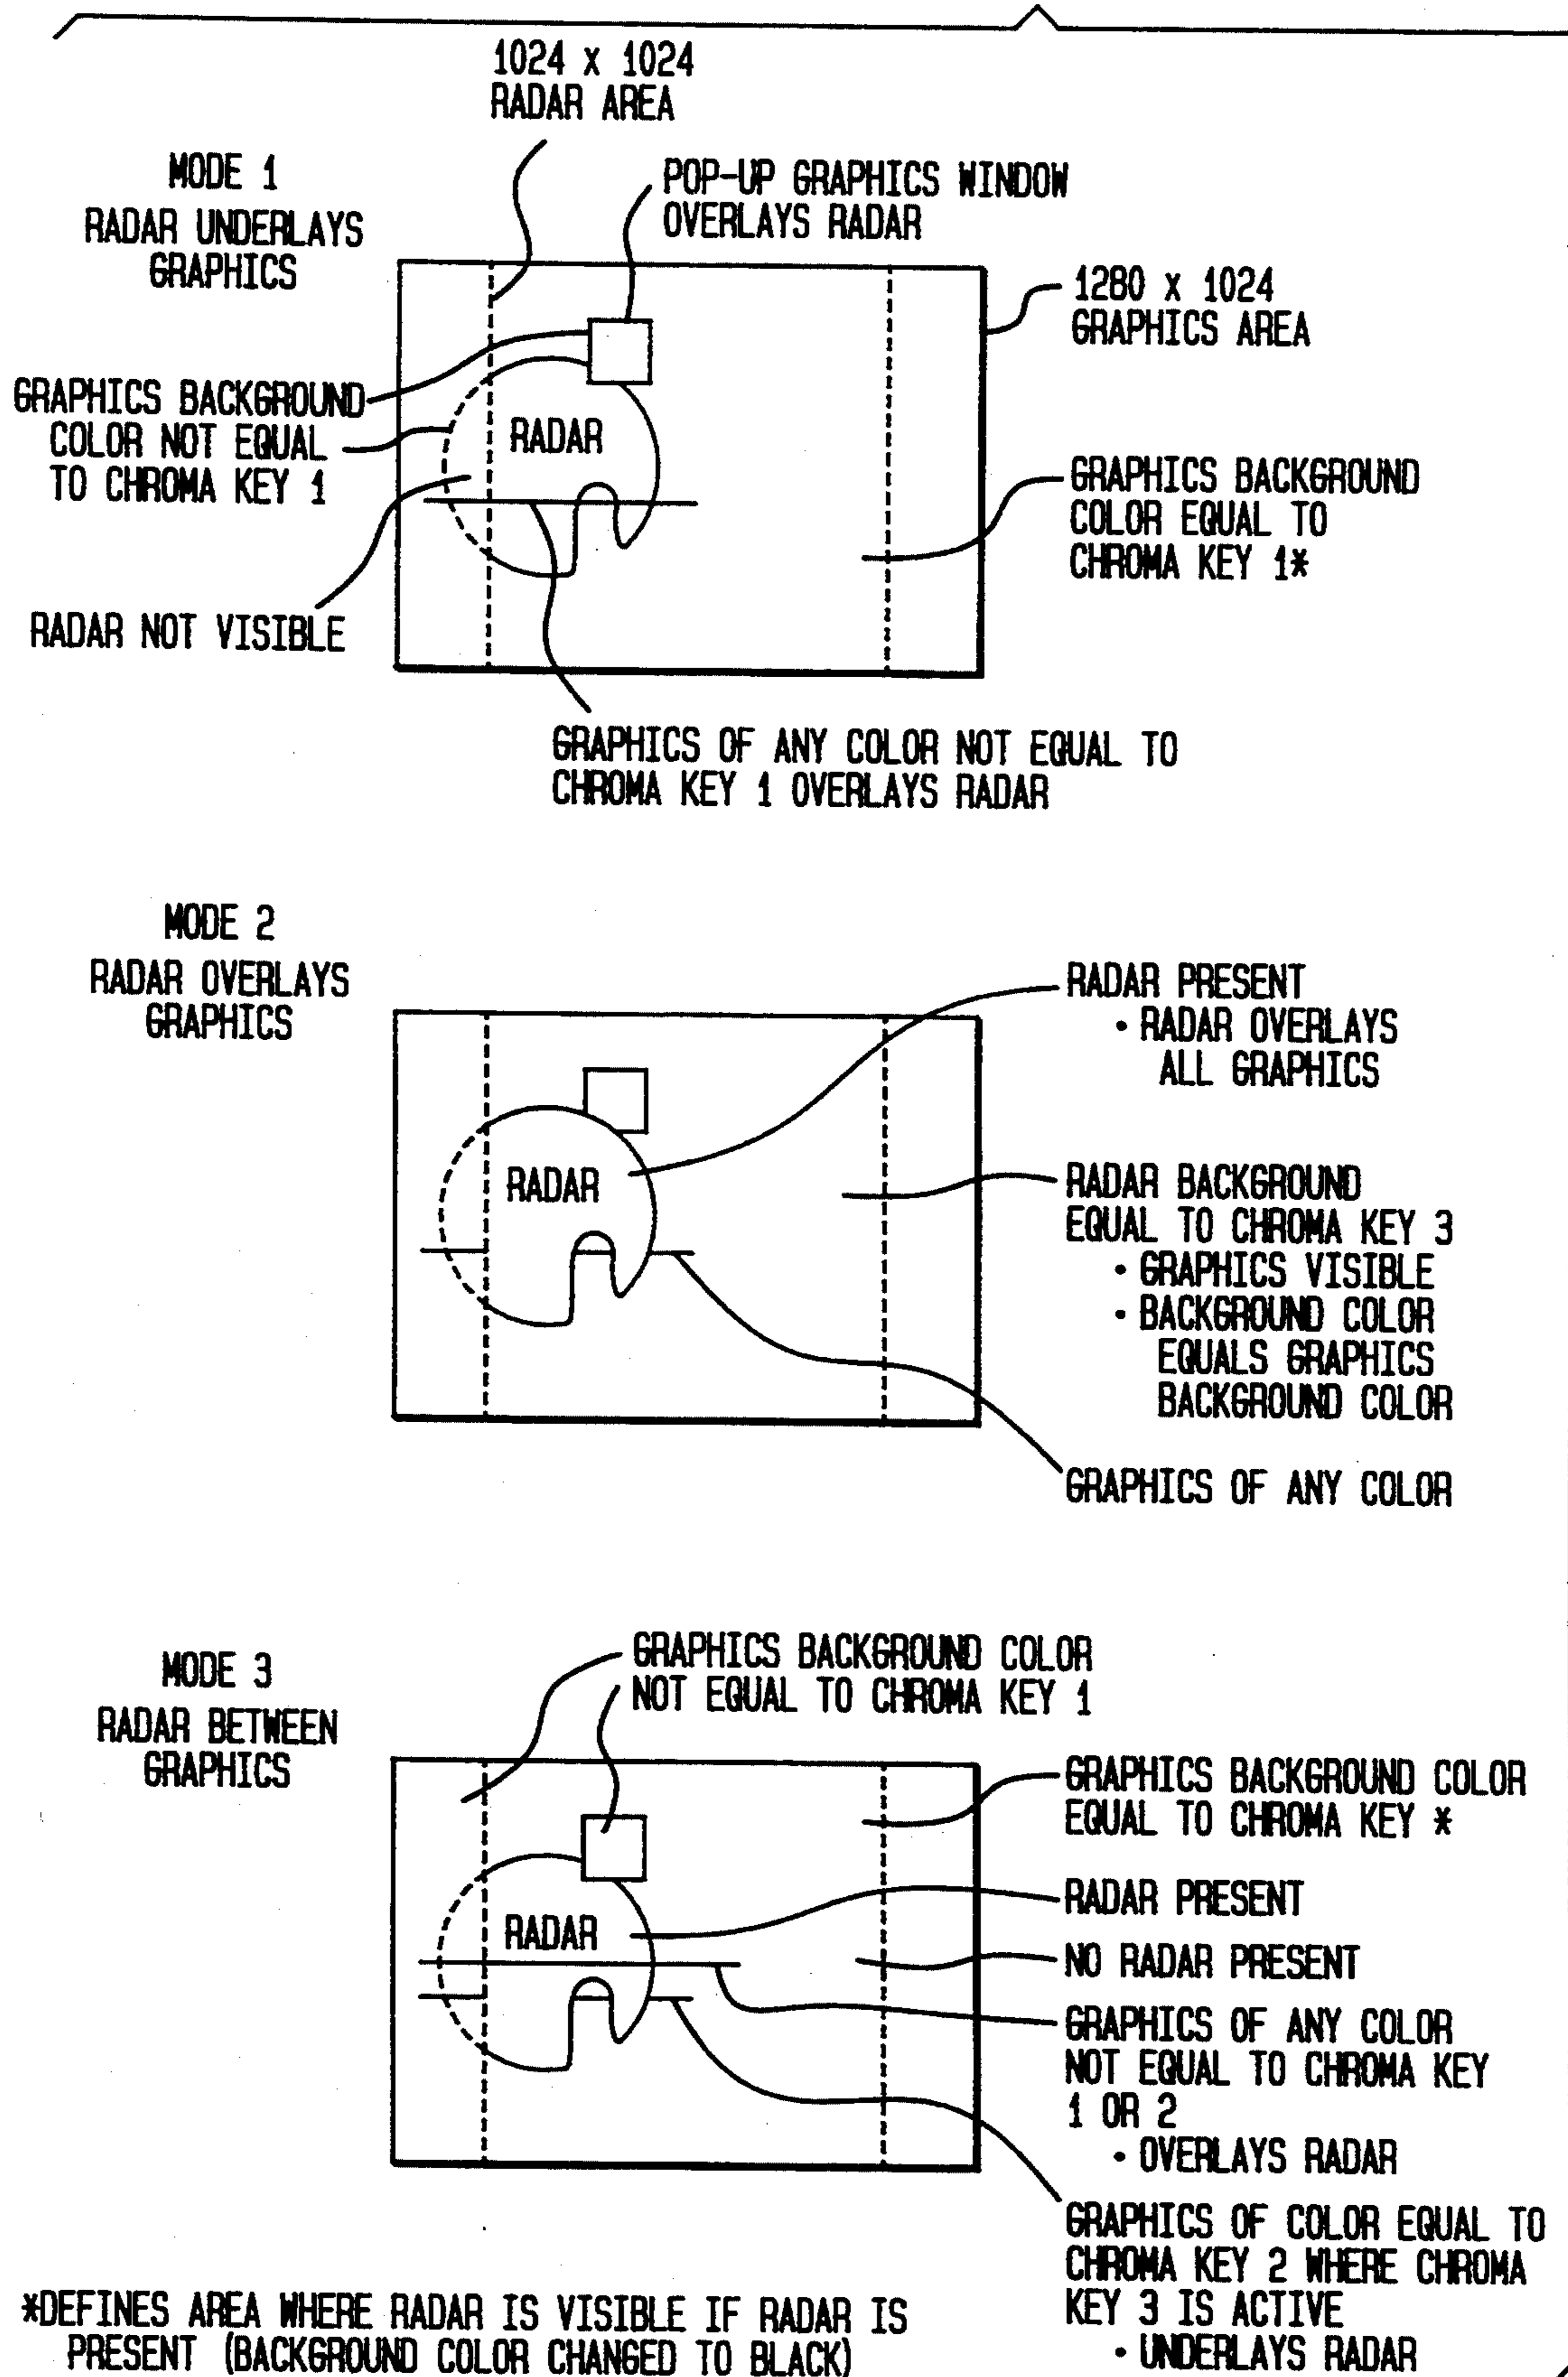 1024 x 1024
RADAR AREA
MODE 1
RADAR UNDERLAYS
GRAPHICS
POP-UP GRAPHICS WINDOW
OVERLAYS RADAR
1280 x 1024
GRAPHICS AREA
GRAPHICS BACKGROUND
COLOR NOT EQUAL
TO CHROMA KEY 1
RADAR
GRAPHICS BACKGROUND
COLOR EQUAL TO
CHROMA KEY 1*
RADAR NOT VISIBLE
GRAPHICS OF ANY COLOR NOT EQUAL TO
CHROMA KEY 1 OVERLAYS RADAR
MODE 2
RADAR OVERLAYS
GRAPHICS
RADAR PRESENT
• RADAR OVERLAYS
ALL GRAPHICS
RADAR
RADAR BACKGROUND
EQUAL TO CHROMA KEY 3
• GRAPHICS VISIBLE
• BACKGROUND COLOR
EQUALS GRAPHICS
BACKGROUND COLOR
GRAPHICS OF ANY COLOR
MODE 3
RADAR BETWEEN
GRAPHICS
GRAPHICS BACKGROUND COLOR
NOT EQUAL TO CHROMA KEY 1
GRAPHICS BACKGROUND COLOR
EQUAL TO CHROMA KEY *
RADAR
RADAR PRESENT
NO RADAR PRESENT
GRAPHICS OF ANY COLOR
NOT EQUAL TO CHROMA KEY
1 OR 2
• OVERLAYS RADAR
GRAPHICS OF COLOR EQUAL TO
CHROMA KEY 2 WHERE CHROMA
KEY 3 IS ACTIVE
• UNDERLAYS RADAR
*DEFINES AREA WHERE RADAR IS VISIBLE IF RADAR IS
PRESENT (BACKGROUND COLOR CHANGED TO BLACK)